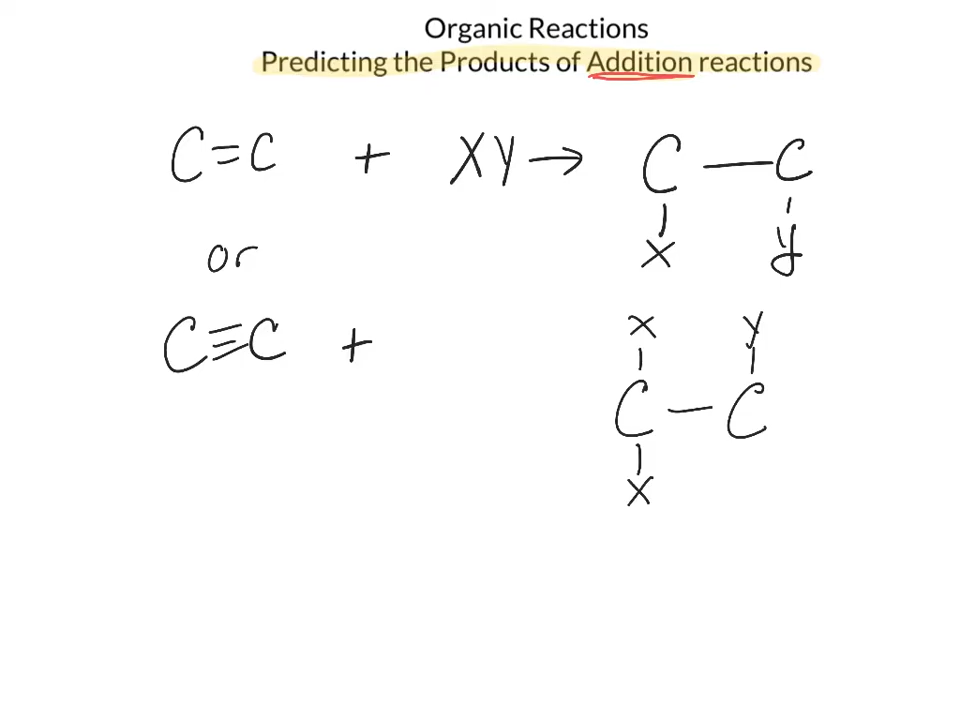 Organic Reactions
Predicting the Products of Addition reactions
C=C + XY → C — C
X y
or
X Y
C≡C +
C — C
X